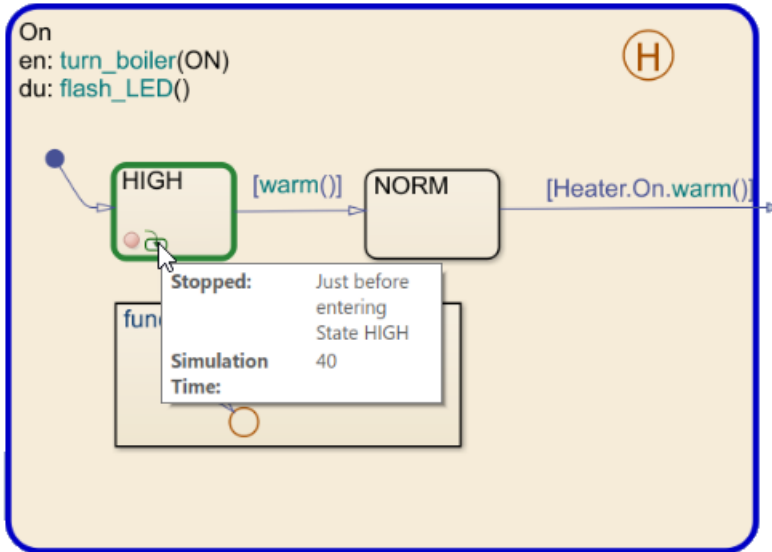 On
en: turn_boiler(ON)
du: flash_LED()
H
HIGH
[warm()]
NORM
[Heater.On.warm()]
Stopped: Just before
entering
State HIGH
Simulation 40
Time: